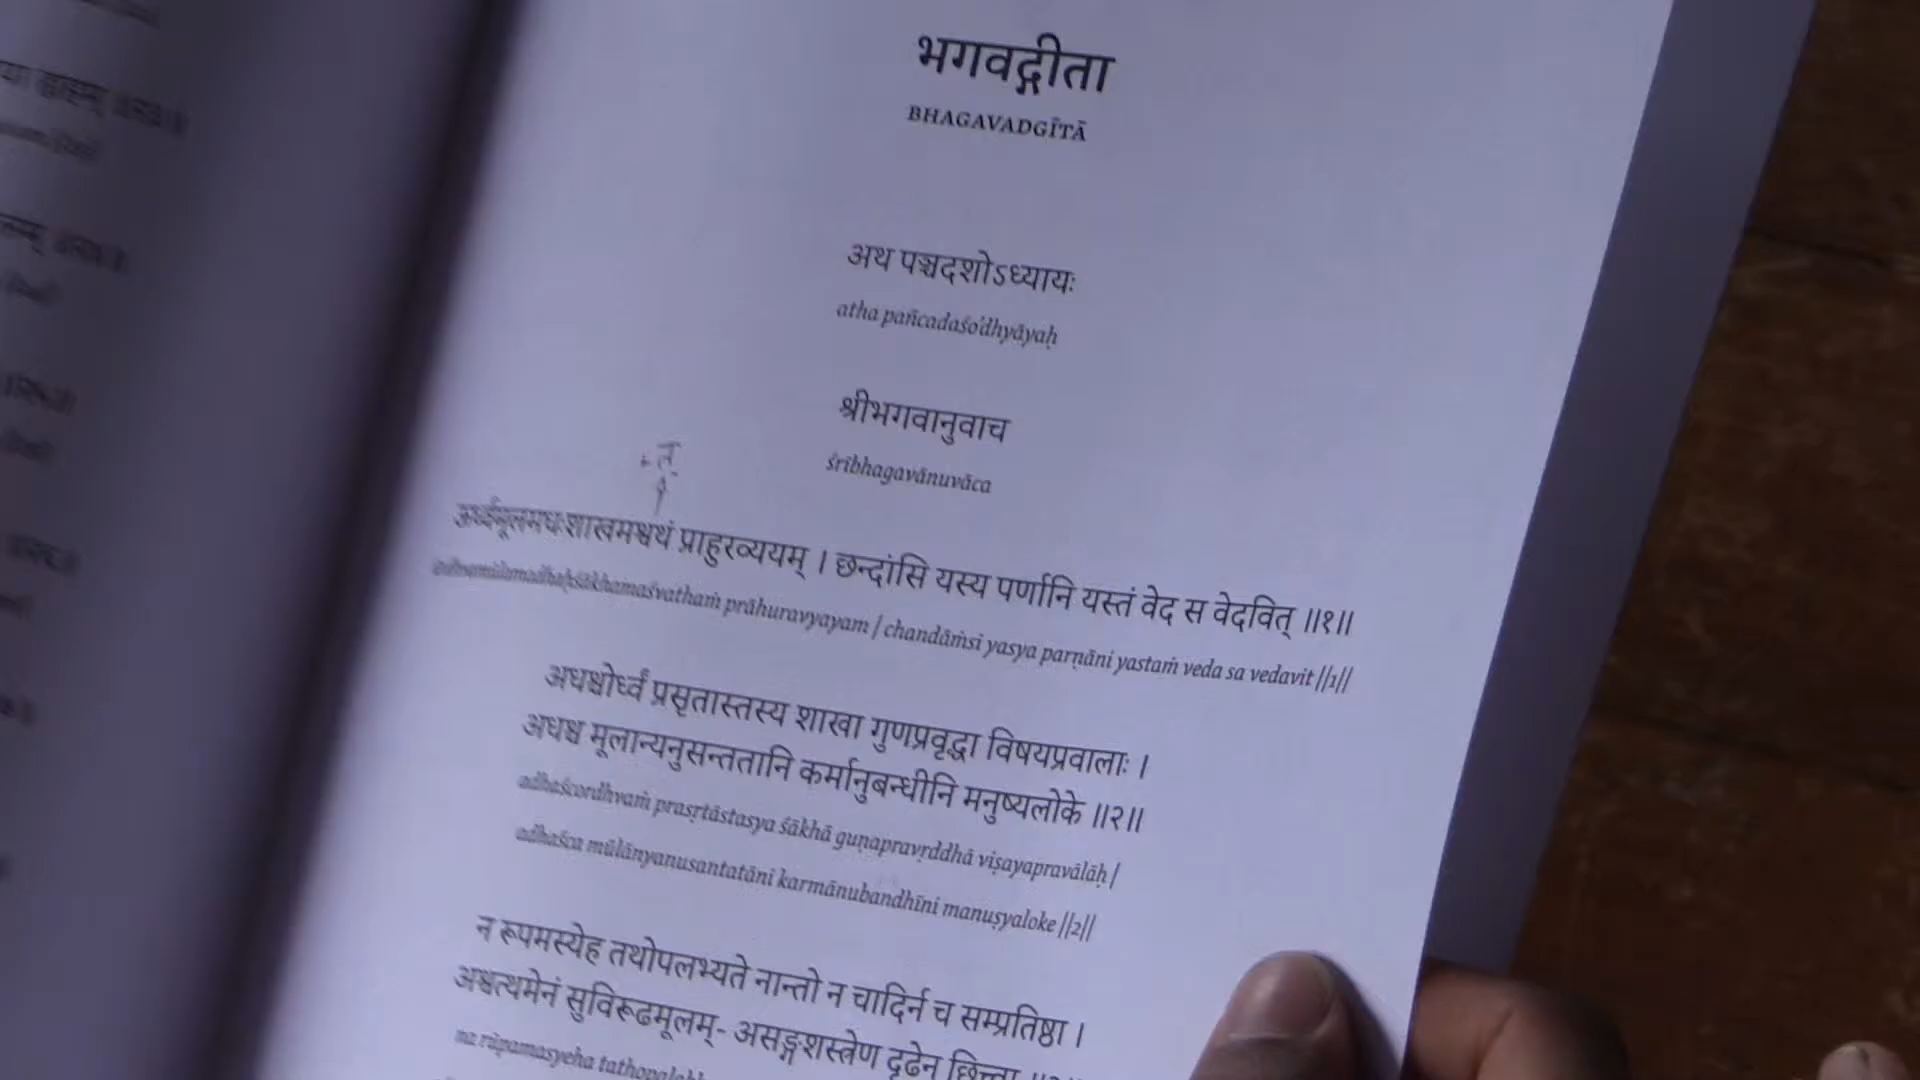 भगवद्गीता
BHAGAVADGĪTĀ
अथ पञ्चदशोऽध्यायः
atha pañcadaśo'dhyāyaḥ
श्रीभगवानुवाच
śrībhagavānuvāca
त्
ऊर्ध्वमूलमधःशाखमश्वथं प्राहुरव्ययम् । छन्दांसि यस्य पर्णानि यस्तं वेद स वेदवित् ॥१॥
prāhuravyayam | chandāṁsi yasya parṇāni yastaṁ veda sa vedavit ||1||
अधश्चोर्ध्वं प्रसृतास्तस्य शाखा गुणप्रवृद्धा विषयप्रवालाः ।
अधश्च मूलान्यनुसन्ततानि कर्मानुबन्धीनि मनुष्यलोके ॥२॥
adhaścordhvaṁ prasṛtāstasya śākhā guṇapravṛddhā viṣayapravālāḥ |
adhaśca mūlānyanusantatāni karmānubandhīni manuṣyaloke ||2||
न रूपमस्येह तथोपलभ्यते नान्तो न चादिर्न च सम्प्रतिष्ठा ।
अश्वत्थमेनं सुविरूढमूलम्- असङ्गशस्त्रेण दृढेन छित्त्वा
na rūpamasyeha